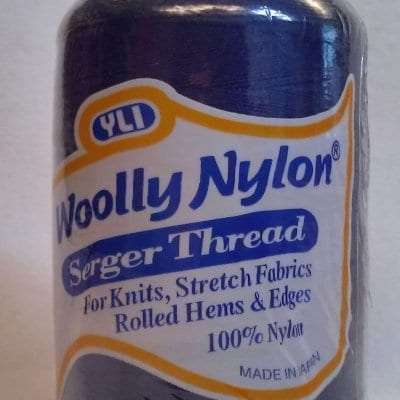 YLI
Woolly Nylon®
Serger Thread
For Knits, Stretch Fabrics
Rolled Hems & Edges
100% Nylon
MADE IN JAPAN